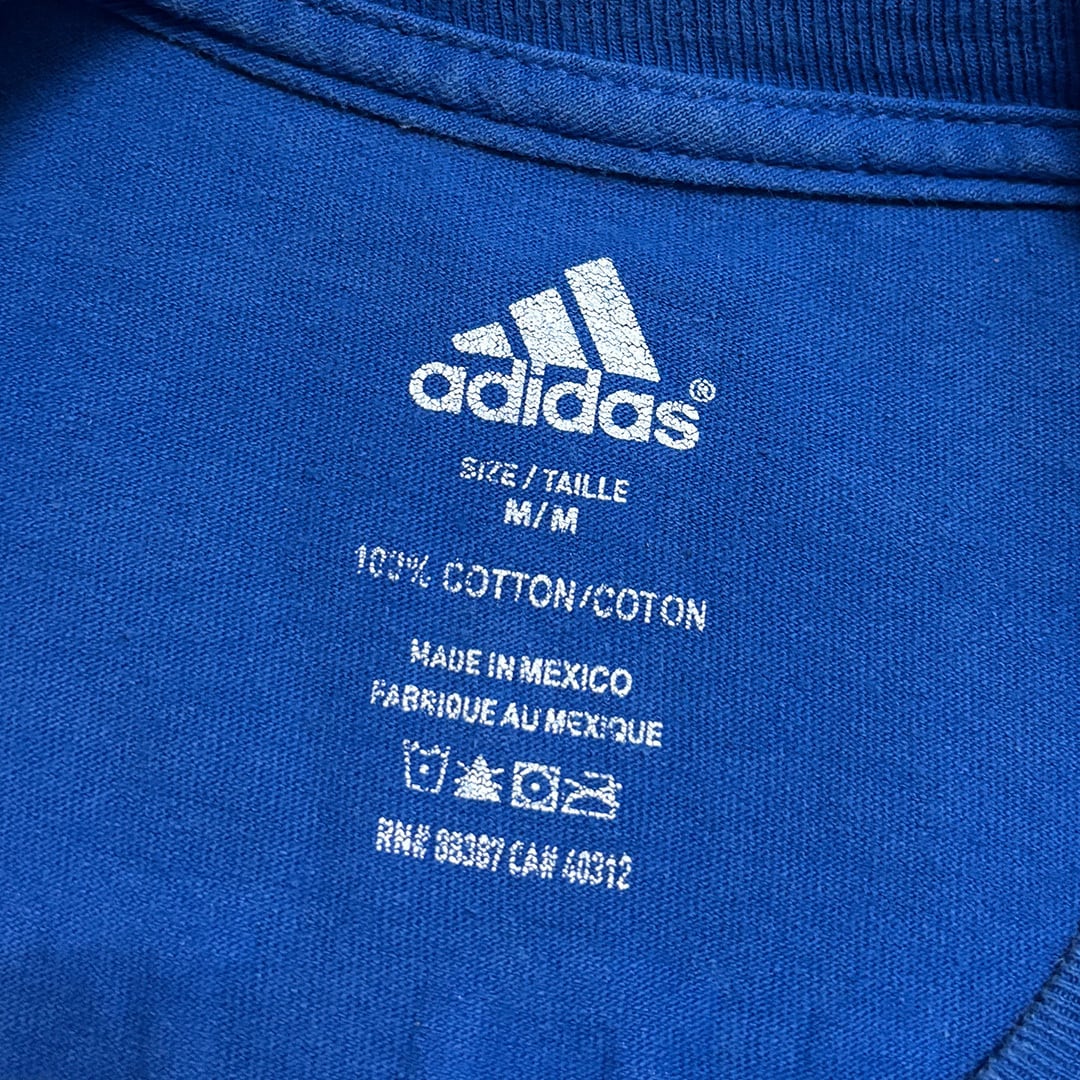 adidas®
SIZE / TAILLE
M/M
100% COTTON/COTON
MADE IN MEXICO
FABRIQUE AU MEXIQUE
RN# 88387 CA# 40312